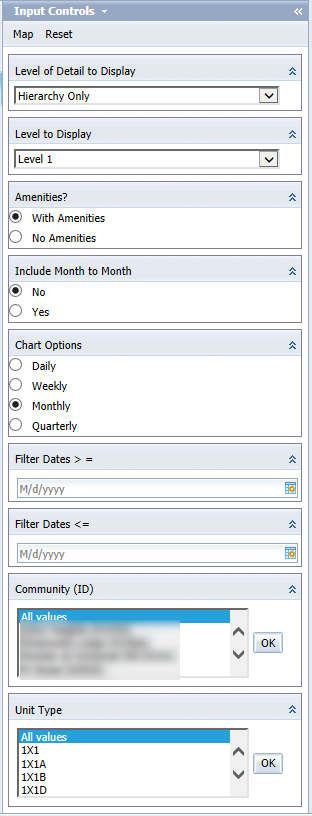 Input Controls
Map Reset
Level of Detail to Display
Hierarchy Only
Level to Display
Level 1
Amenities?
With Amenities
No Amenities
Include Month to Month
No
Yes
Chart Options
Daily
Weekly
Monthly
Quarterly
Filter Dates > =
M/d/yyyy
Filter Dates <=
M/d/yyyy
Community (ID)
All values
OK
Unit Type
All values
1X1
1X1A
1X1B
1X1D
OK